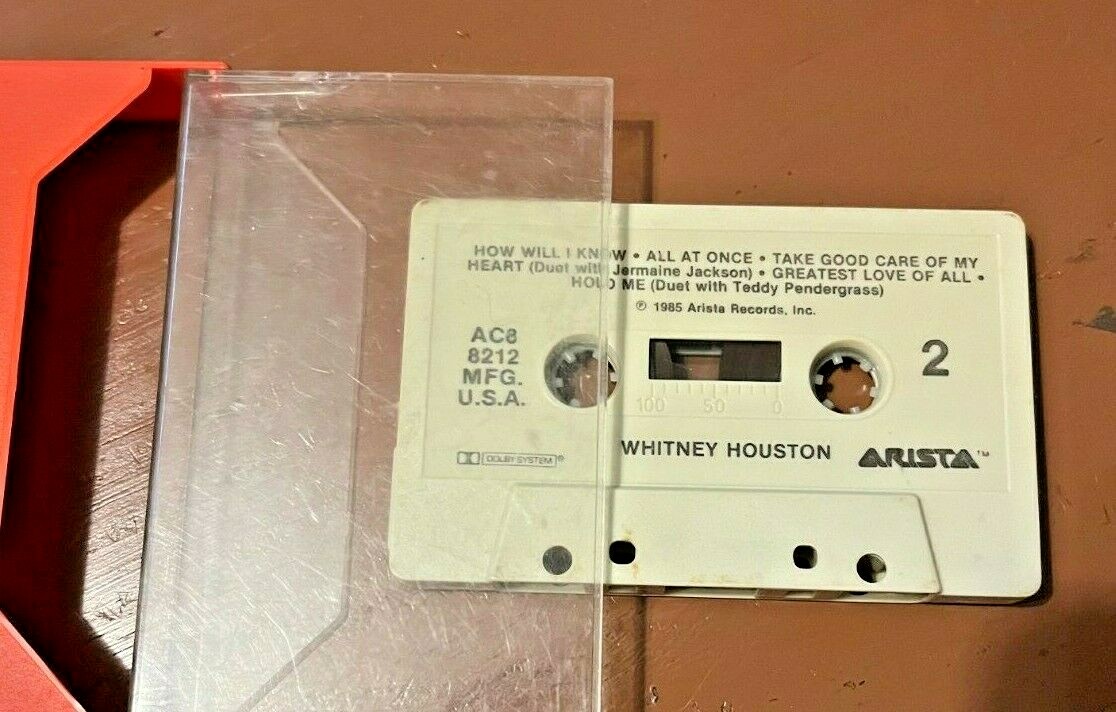 HOW WILL I KNOW • ALL AT ONCE • TAKE GOOD CARE OF MY
HEART (Duet with Jermaine Jackson) • GREATEST LOVE OF ALL •
HOLD ME (Duet with Teddy Pendergrass)
℗ 1985 Arista Records, Inc.
AC8
8212
MFG.
U.S.A.
2
100 50 0
DOLBY SYSTEM®
WHITNEY HOUSTON
ARISTA™